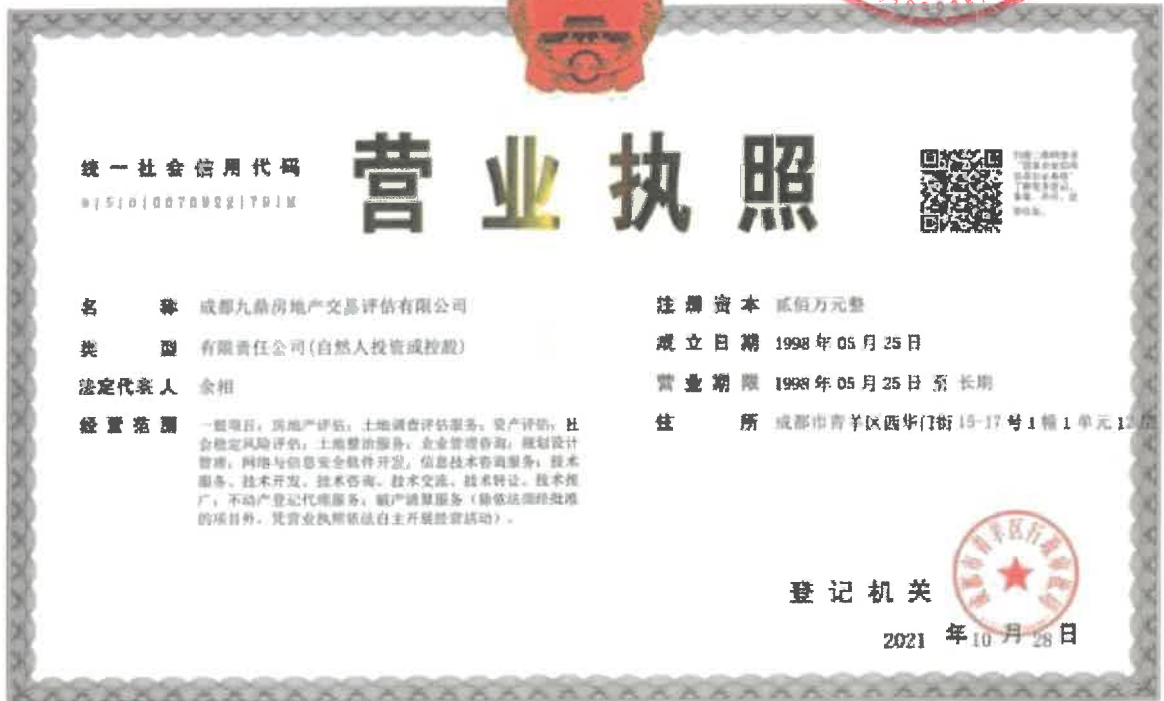 营业执照
统一社会信用代码
名称 成都九鼎房地产交易评估有限公司
类型 有限责任公司(自然人投资或控股)
法定代表人 余相
经营范围 一般项目：房地产评估；土地调查评估服务；资产评估；社
会稳定风险评估；土地整治服务；企业管理咨询；规划设计
管理；网络与信息安全软件开发；信息技术咨询服务；技术
服务、技术开发、技术咨询、技术交流、技术转让、技术推
广；不动产登记代理服务；破产清算服务（除依法须经批准
的项目外，凭营业执照依法自主开展经营活动）。
注册资本 贰佰万元整
成立日期 1998年05月25日
营业期限 1998年05月25日至长期
住所 成都市青羊区西华门街15-17号1幢1单元
登记机关
2021年10月28日